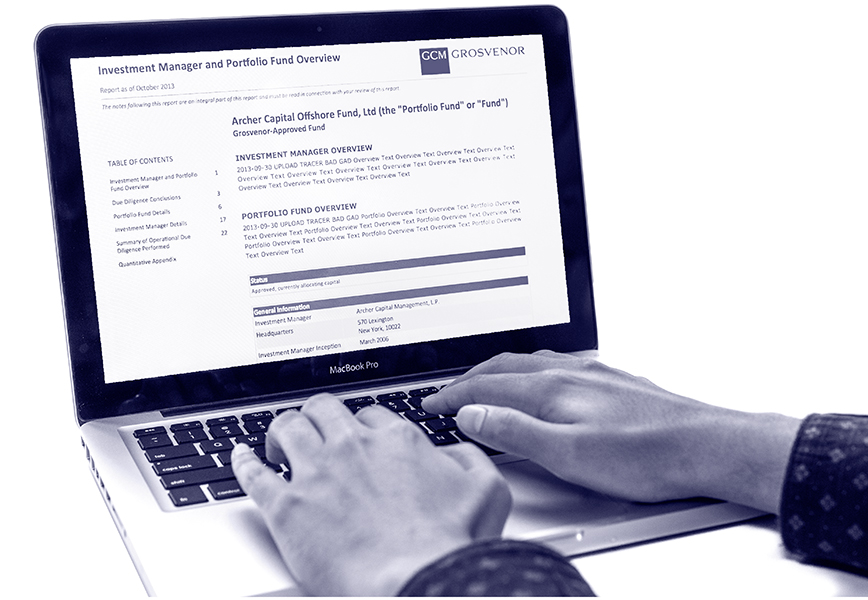 Investment Manager and Portfolio Fund Overview
GCM GROSVENOR
Report as of October 2013
The notes following this report are an integral part of this report and must be read in connection with your review of this report.
Archer Capital Offshore Fund, Ltd (the "Portfolio Fund" or "Fund")
Grosvenor-Approved Fund
TABLE OF CONTENTS
Investment Manager and Portfolio 1
Fund Overview
Due Diligence Conclusions 3
Portfolio Fund Details 6
Investment Manager Details 17
Summary of Operational Due 22
Diligence Performed
Quantitative Appendix
INVESTMENT MANAGER OVERVIEW
2013-09-30 UPLOAD TRACER BAD GAD Overview Text Overview Text Overview Text Overview Text
Overview Text Overview Text Overview Text Overview Text Overview Text Overview Text
Overview Text Overview Text Overview Text Overview Text
PORTFOLIO FUND OVERVIEW
2013-09-30 UPLOAD TRACER BAD GAD Portfolio Overview Text Overview Text Portfolio Overview
Text Overview Text Portfolio Overview Text Overview Text Portfolio Overview Text Overview Text
Portfolio Overview Text Overview Text Portfolio Overview Text Overview Text Portfolio Overview
Text Overview Text
Status
Approved, currently allocating capital
General Information
Investment Manager Archer Capital Management, L.P.
Headquarters 570 Lexington
New York, 10022
Investment Manager Inception March 2006
MacBook Pro
Q W
tab
caps lock
shift
fn control
N